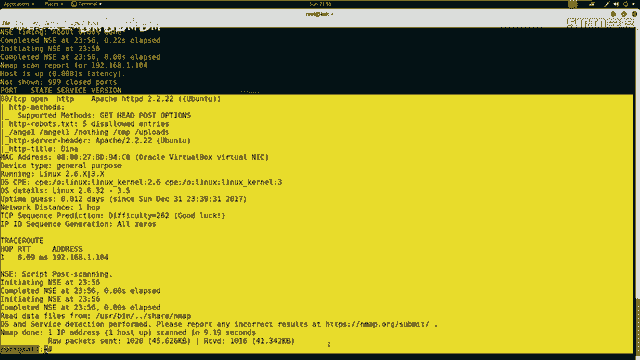 Applications Places Terminal Sun 23:56
Completed NSE at 23:56, 0.22s elapsed
Initiating NSE at 23:56
Completed NSE at 23:56, 0.00s elapsed
Nmap scan report for 192.168.1.104
Host is up (0.00s latency).
Not shown: 999 closed ports
PORT STATE SERVICE VERSION
80/tcp open http Apache httpd 2.2.22 ((Ubuntu))
| http-methods:
|_ Supported Methods: GET HEAD POST OPTIONS
| http-robots.txt: 5 disallowed entries
|_/angel /angel1 /nothing /tmp /uploads
|_http-server-header: Apache/2.2.22 (Ubuntu)
|_http-title:
MAC Address: 08:00:27:BD:94:C0 (Oracle VirtualBox virtual NIC)
Device type: general purpose
Running: Linux 2.6.X|3.X
OS CPE: cpe:/o:linux:linux_kernel:2.6 cpe:/o:linux:linux_kernel:3
OS details: Linux 2.6.32 - 3.5
Uptime guess: 0.012 days (since Sun Dec 31 23:39:31 2017)
Network Distance: 1 hop
TCP Sequence Prediction: Difficulty=262 (Good luck!)
IP ID Sequence Generation: All zeros
TRACEROUTE
HOP RTT ADDRESS
1 0.09 ms 192.168.1.104
NSE: Script Post-scanning.
Initiating NSE at 23:56
Completed NSE at 23:56, 0.00s elapsed
Initiating NSE at 23:56
Completed NSE at 23:56, 0.00s elapsed
Read data files from: /usr/bin/../share/nmap
OS and Service detection performed. Please report any incorrect results at https://nmap.org/submit/ .
Nmap done: 1 IP address (1 host up) scanned in 9.19 seconds
Raw packets sent: 1020 (45.626KB) | Rcvd: 1016 (41.342KB)